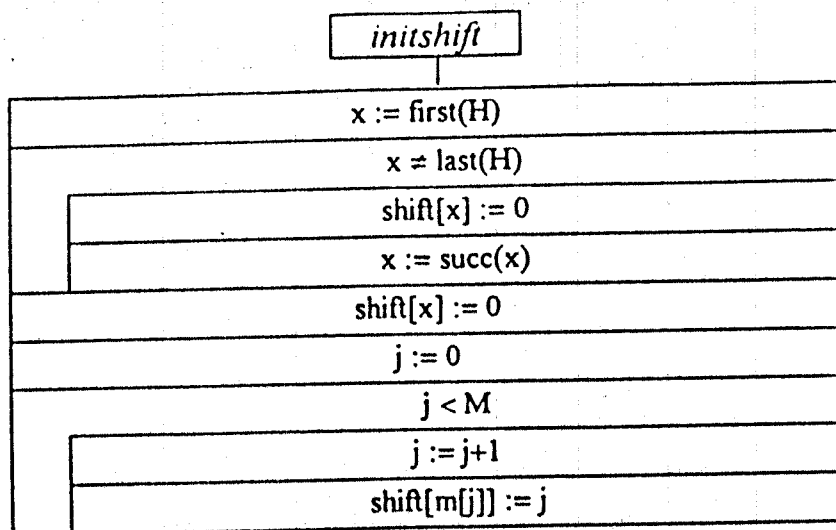 initshift
x := first(H)
x ≠ last(H)
shift[x] := 0
x := succ(x)
shift[x] := 0
j := 0
j < M
j := j+1
shift[m[j]] := j